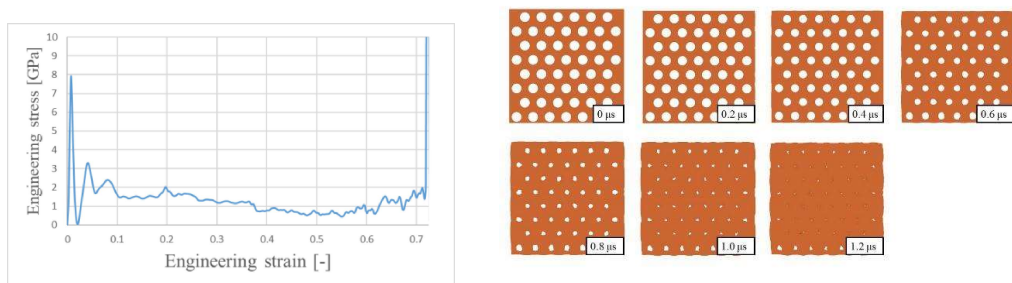 10
9
8
7
6
5
4
3
2
1
0
Engineering stress [GPa]
0 0.1 0.2 0.3 0.4 0.5 0.6 0.7
Engineering strain [-]
0 μs 0.2 μs 0.4 μs 0.6 μs
0.8 μs 1.0 μs 1.2 μs